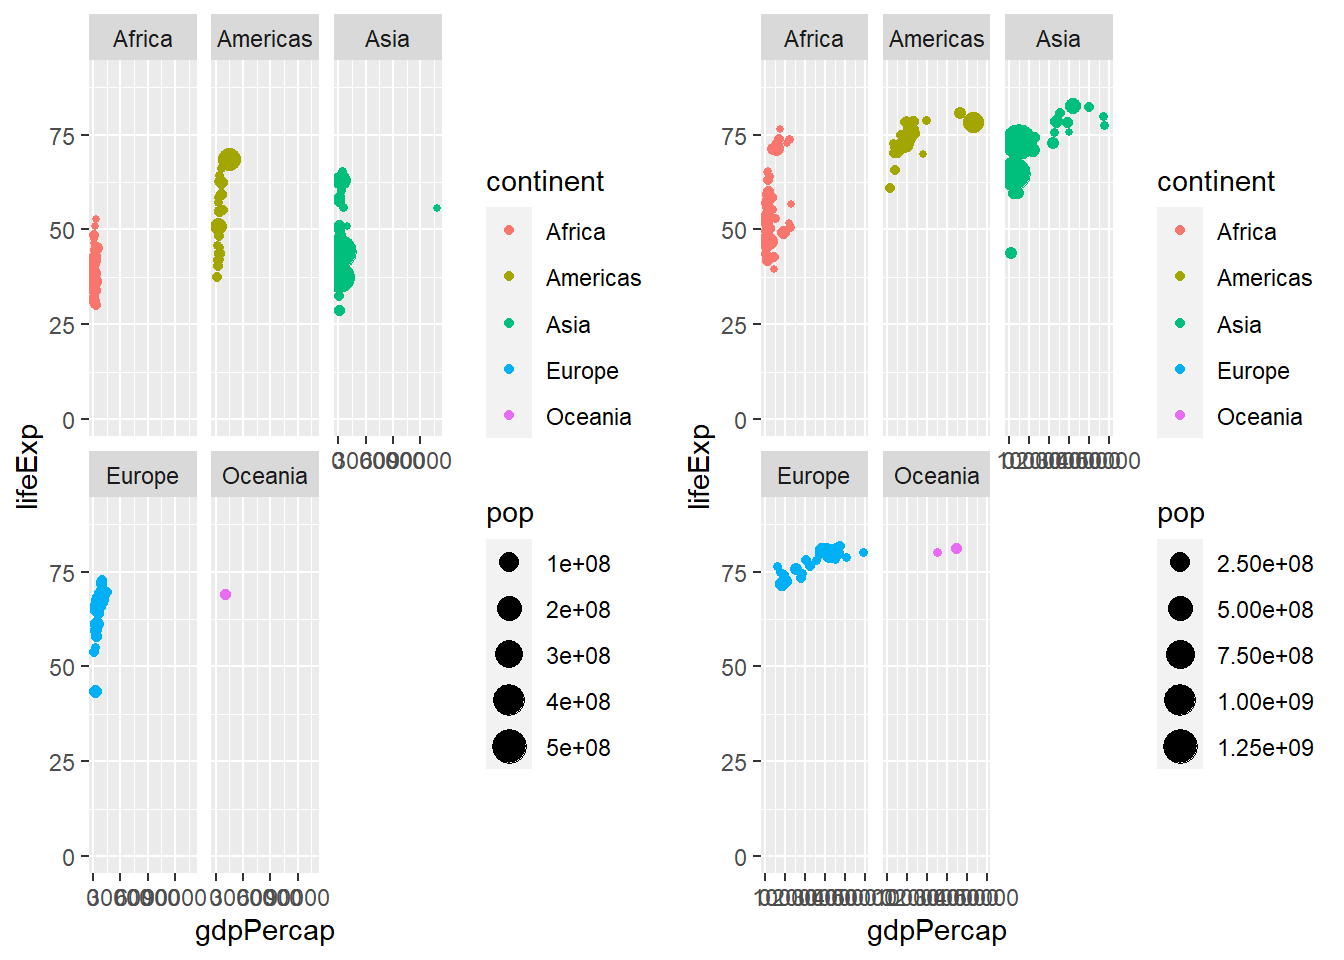 Africa
Americas
Asia
75
50
25
0
lifeExp
Europe
Oceania
75
50
25
0
gdpPercap
continent
Africa
Americas
Asia
Europe
Oceania
pop
1e+08
2e+08
3e+08
4e+08
5e+08
Africa
Americas
Asia
75
50
25
0
lifeExp
Europe
Oceania
75
50
25
0
gdpPercap
continent
Africa
Americas
Asia
Europe
Oceania
pop
2.50e+08
5.00e+08
7.50e+08
1.00e+09
1.25e+09